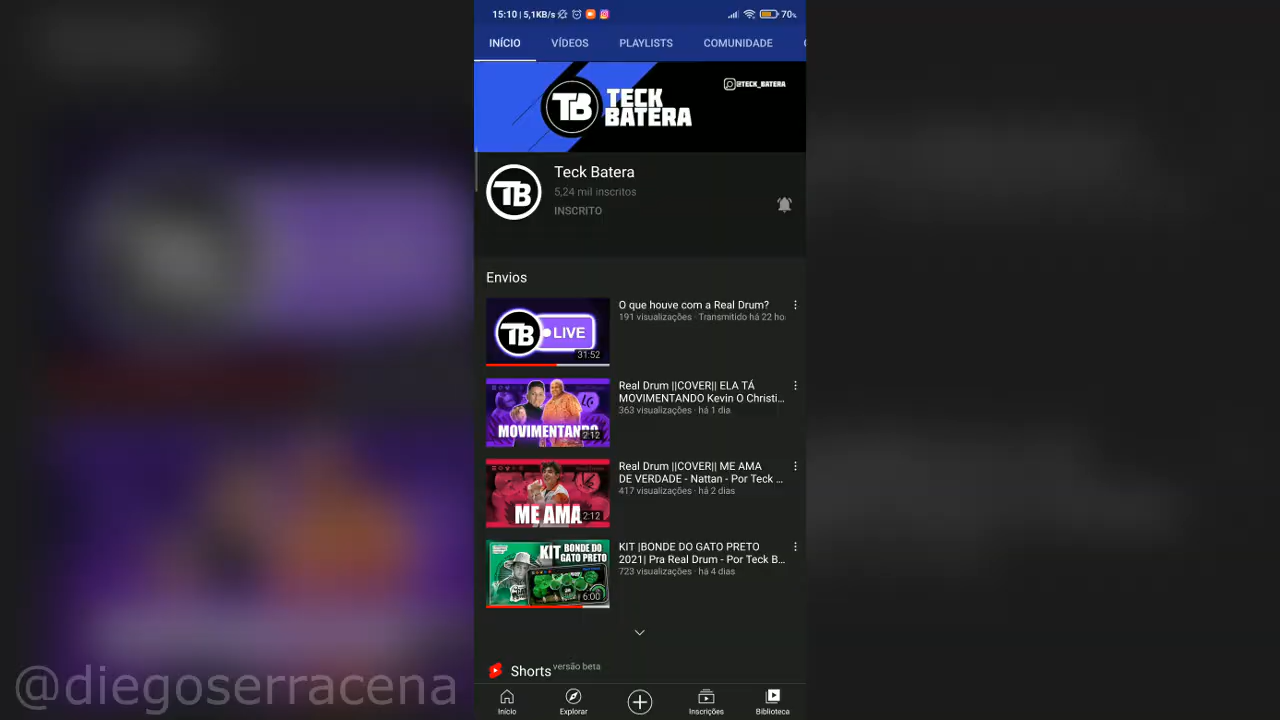 15:10 | 5,1KB/s
70%
INÍCIO VÍDEOS PLAYLISTS COMUNIDADE
@TECK_BATERA
TB TECK
BATERA
TB
Teck Batera
5,24 mil inscritos
INSCRITO
Envios
TB LIVE
31:52
O que houve com a Real Drum?
191 visualizações · Transmitido há 22 ho
MOVIMENTANDO
2:12
Real Drum ||COVER|| ELA TÁ
MOVIMENTANDO Kevin O Christi...
363 visualizações · há 1 dia
ME AMA
2:12
Real Drum ||COVER|| ME AMA
DE VERDADE - Nattan - Por Teck ...
417 visualizações · há 2 dias
KIT BONDE DO
GATO PRETO
6:00
KIT |BONDE DO GATO PRETO
2021| Pra Real Drum - Por Teck B...
723 visualizações · há 4 dias
Shorts versão beta
Início Explorar Inscrições Biblioteca
@diegoserracena